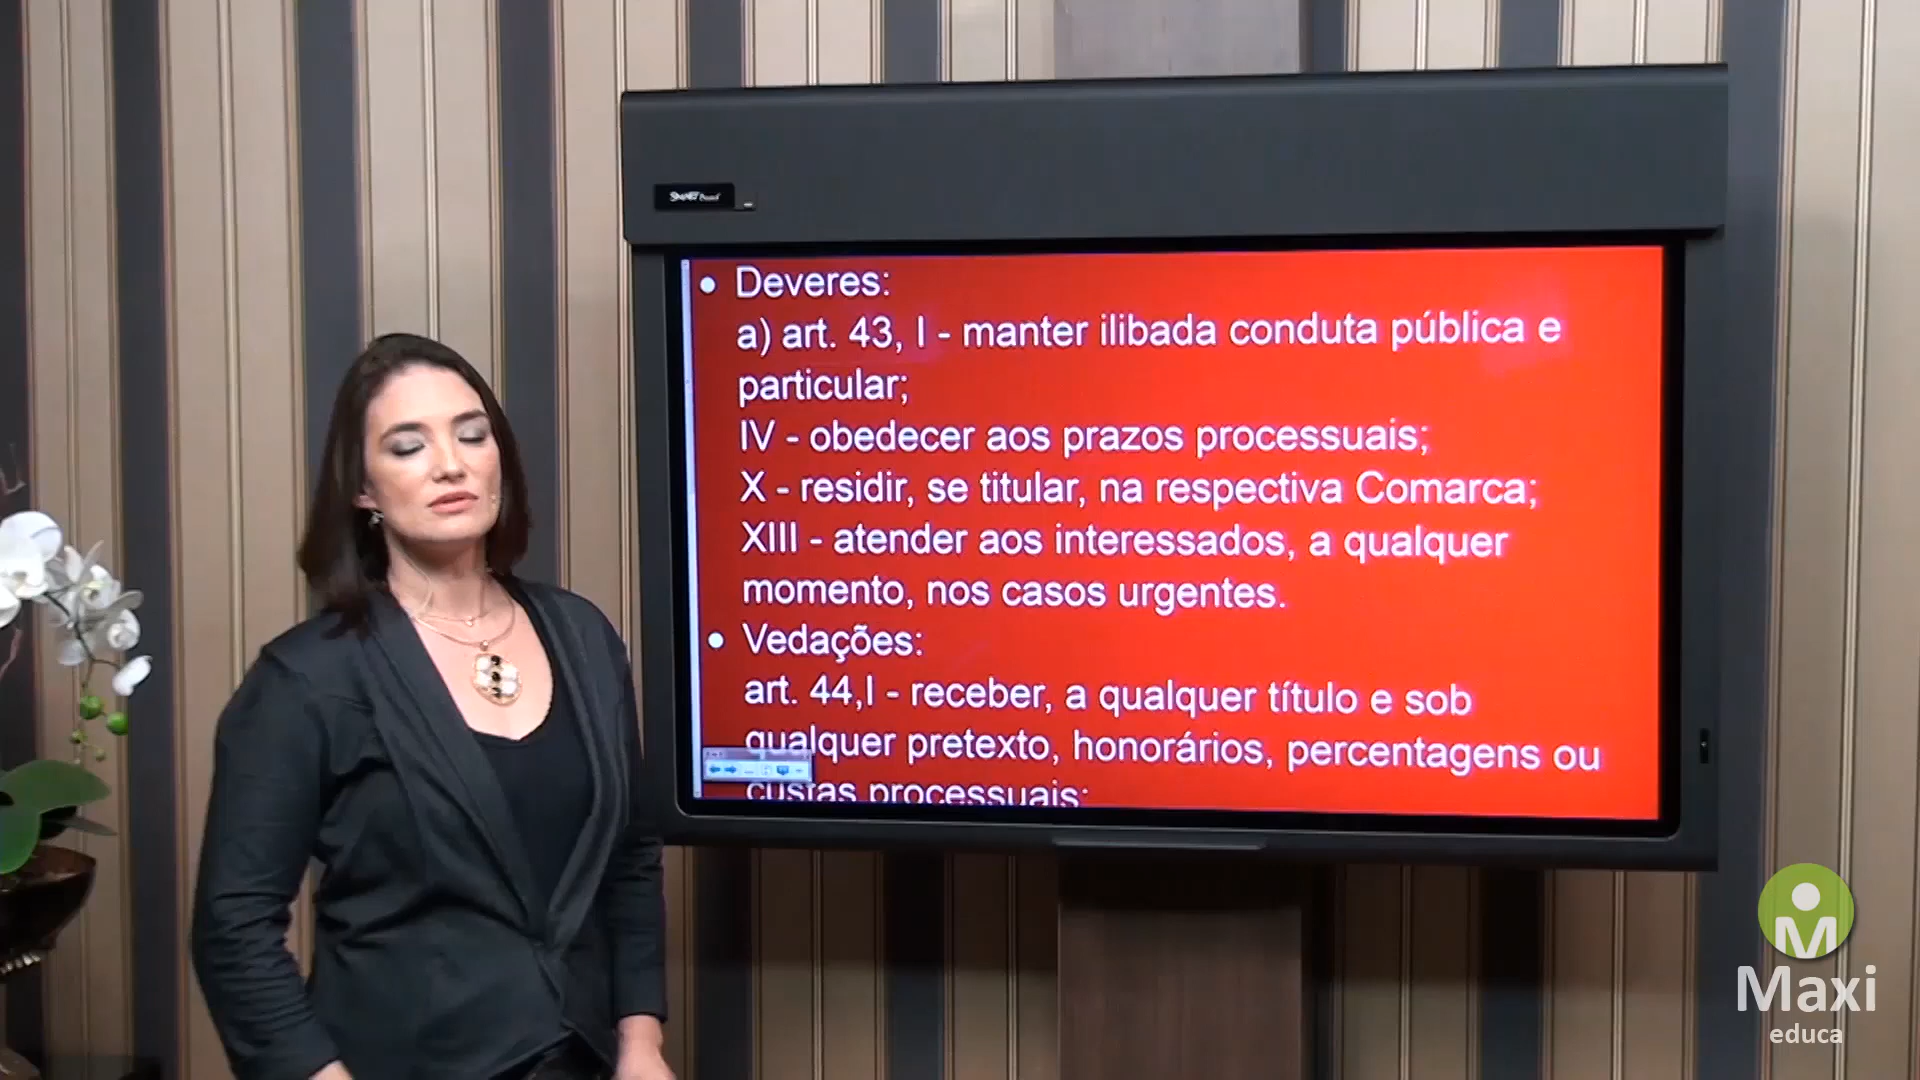 SMART Board
• Deveres:
a) art. 43, I - manter ilibada conduta pública e
particular;
IV - obedecer aos prazos processuais;
X - residir, se titular, na respectiva Comarca;
XIII - atender aos interessados, a qualquer
momento, nos casos urgentes.
• Vedações:
art. 44,I - receber, a qualquer título e sob
qualquer pretexto, honorários, percentagens ou
custas processuais;
M
Maxi
educa